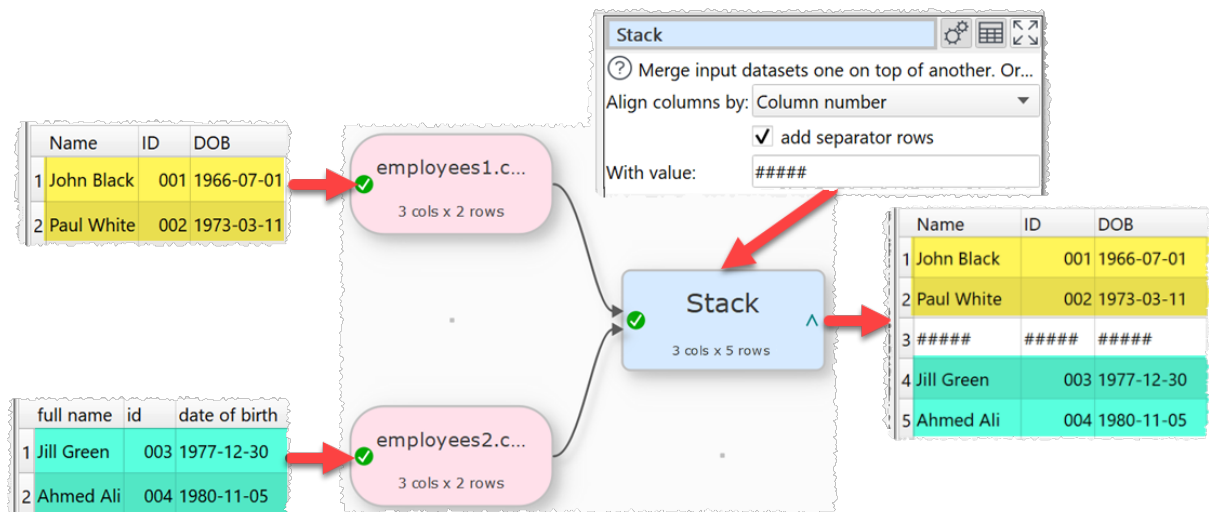 Stack
? Merge input datasets one on top of another. Or...
Align columns by: Column number
add separator rows
With value: #####
Name ID DOB
1 John Black 001 1966-07-01
2 Paul White 002 1973-03-11
employees1.c...
3 cols x 2 rows
Stack
3 cols x 5 rows
Name ID DOB
1 John Black 001 1966-07-01
2 Paul White 002 1973-03-11
3 ##### ##### #####
4 Jill Green 003 1977-12-30
5 Ahmed Ali 004 1980-11-05
full name id date of birth
1 Jill Green 003 1977-12-30
2 Ahmed Ali 004 1980-11-05
employees2.c...
3 cols x 2 rows